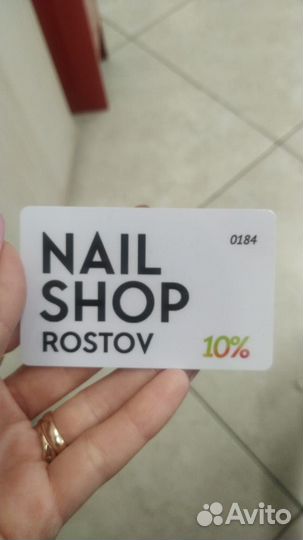 0184
NAIL
SHOP
ROSTOV
10%
Avito